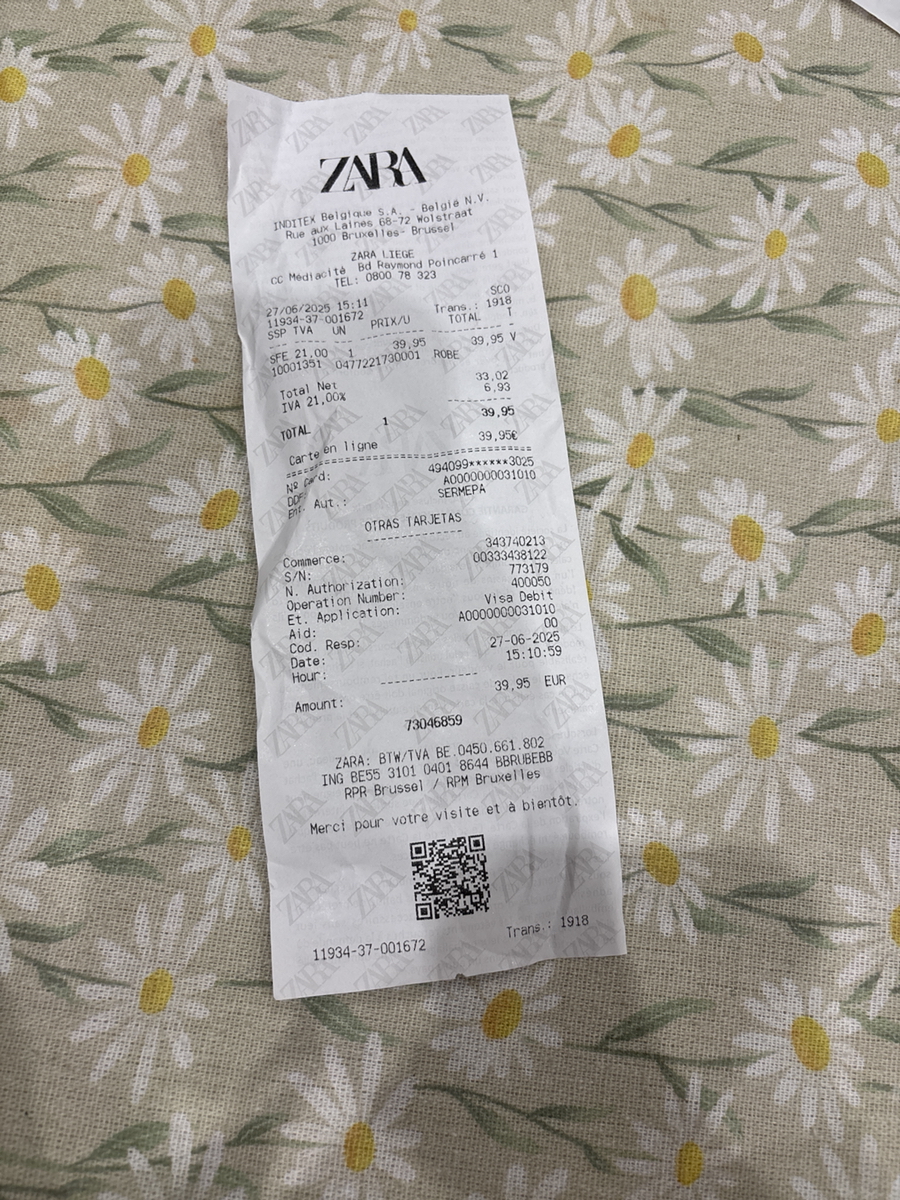 ZARA
INDITEX Belgique S.A. - België N.V.
Rue aux Laines 68-72 Wolstraat
1000 Bruxelles- Brussel
ZARA LIEGE
CC Médiacité Bd Raymond Poincarré 1
TEL: 0800 78 323
SCO
27/06/2025 15:11
11934-37-001672 Trans.: 1918
SSP TVA UN PRIX/U TOTAL T
SFE 21.00 1 39,95 39,95 V
10001351 0477221730001 ROBE
Total Net 33,02
IVA 21,00% 6,93
TOTAL 1 39,95
Carte en ligne 39,95€
Nº Card: 494099******3025
DDF A0000000031010
Ent. Aut.: SERMEPA
OTRAS TARJETAS
Commerce: 343740213
S/N: 00333438122
N. Authorization: 773179
Operation Number: 400050
Et. Application: Visa Debit
Aid: A0000000031010
Cod. Resp: 00
Date: 27-06-2025
Hour: 15:10:59
Amount: 39,95 EUR
73046859
ZARA: BTW/TVA BE.0450.661.802
ING BE55 3101 0401 8644 BBRUBEBB
RPR Brussel / RPM Bruxelles
Merci pour votre visite et à bientôt.
11934-37-001672 Trans.: 1918